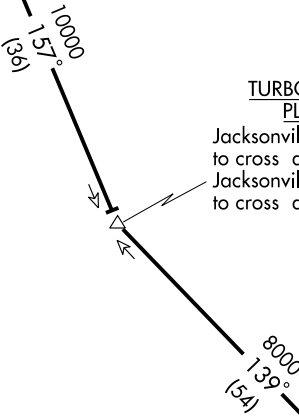 10000
157°
(36)
TURBO
PL
Jacksonvil
to cross
Jacksonvil
to cross
8000
139°
(54)